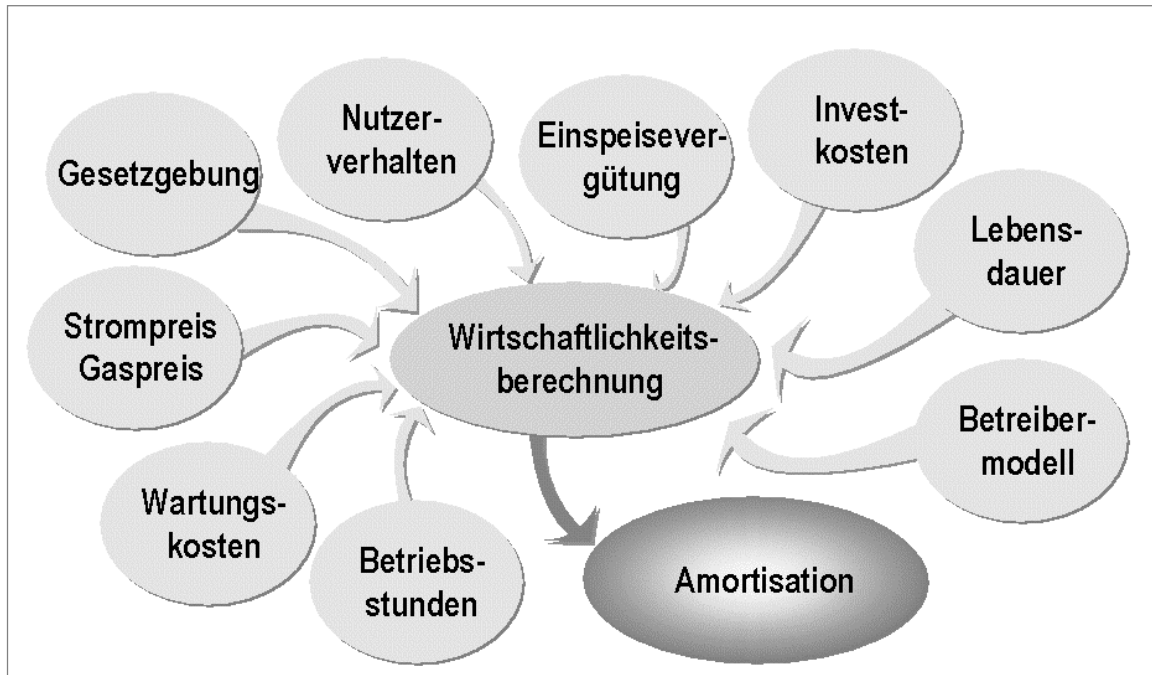 Gesetzgebung
Nutzer-
verhalten
Einspeisever-
gütung
Invest-
kosten
Lebens-
dauer
Strompreis
Gaspreis
Wirtschaftlichkeits-
berechnung
Betreiber-
modell
Wartungs-
kosten
Betriebs-
stunden
Amortisation